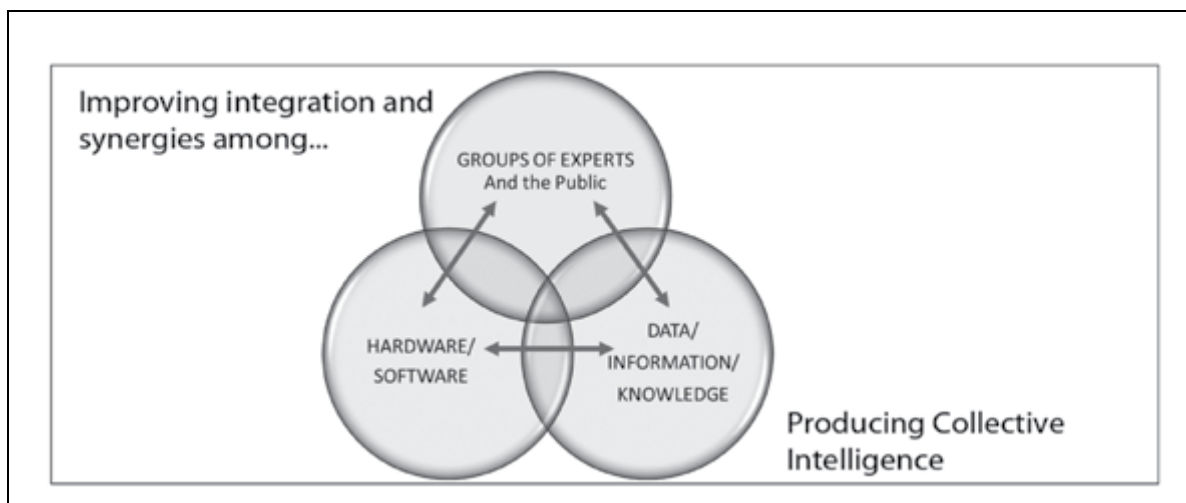 Improving integration and
synergies among...
GROUPS OF EXPERTS
And the Public
HARDWARE/
SOFTWARE
DATA/
INFORMATION/
KNOWLEDGE
Producing Collective
Intelligence